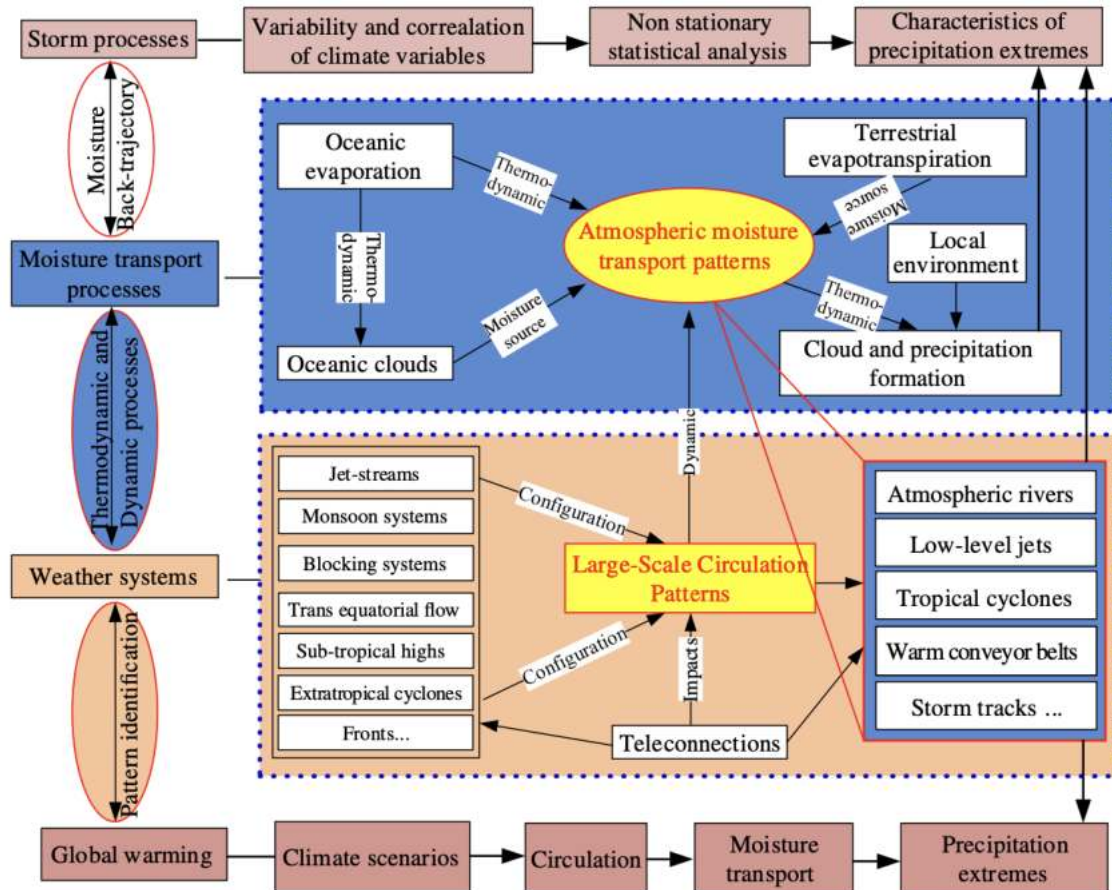 Storm processes
Variability and correalation
of climate variables
Non stationary
statistical analysis
Characteristics of
precipitation extremes
Moisture
Back-trajectory
Oceanic
evaporation
Thermo-
dynamic
Terrestrial
evapotranspiration
Moisture
source
Atmospheric moisture
transport patterns
Local
environment
Moisture transport
processes
Thermo-
dynamic
Thermo-
dynamic
Moisture
source
Oceanic clouds
Cloud and precipitation
formation
Thermodynamic and
Dynamic processes
Dynamic
Jet-streams
Monsoon systems
Blocking systems
Trans equatorial flow
Sub-tropical highs
Extratropical cyclones
Fronts...
Configuration
Large-Scale Circulation
Patterns
Configuration
Impacts
Teleconnections
Atmospheric rivers
Low-level jets
Tropical cyclones
Warm conveyor belts
Storm tracks ...
Weather systems
Pattern identification
Global warming
Climate scenarios
Circulation
Moisture
transport
Precipitation
extremes